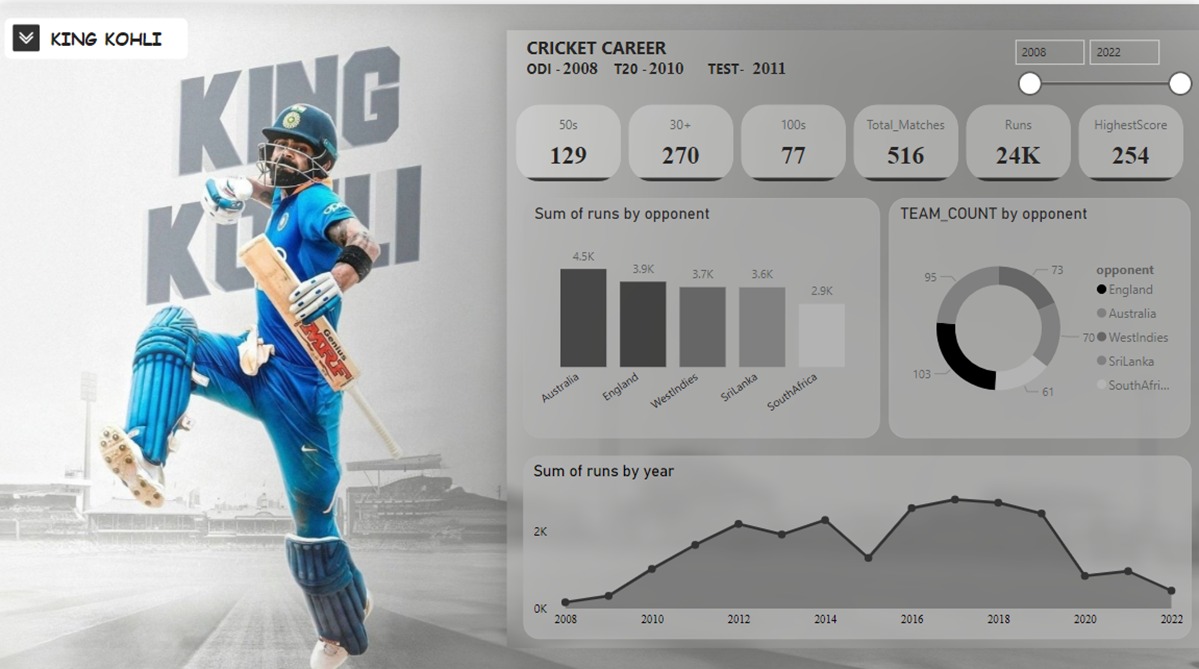 KING KOHLI
KING
KOHLI
Genius
MRF
CRICKET CAREER
ODI - 2008 T20 - 2010 TEST- 2011
2008 2022
50s 30+ 100s Total_Matches Runs HighestScore
129 270 77 516 24K 254
Sum of runs by opponent
4.5K
3.9K
3.7K
3.6K
2.9K
Australia England WestIndies SriLanka SouthAfrica
TEAM_COUNT by opponent
95 73
70
103
61
opponent
England
Australia
WestIndies
SriLanka
SouthAfri...
Sum of runs by year
2K
0K
2008 2010 2012 2014 2016 2018 2020 2022